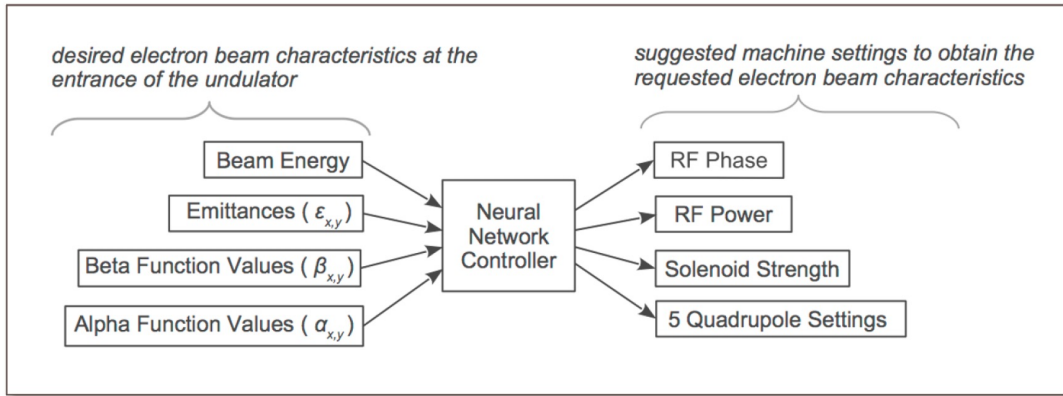 desired electron beam characteristics at the
entrance of the undulator
suggested machine settings to obtain the
requested electron beam characteristics
Beam Energy
Emittances ( εx,y)
Beta Function Values ( βx,y)
Alpha Function Values ( αx,y)
Neural
Network
Controller
RF Phase
RF Power
Solenoid Strength
5 Quadrupole Settings